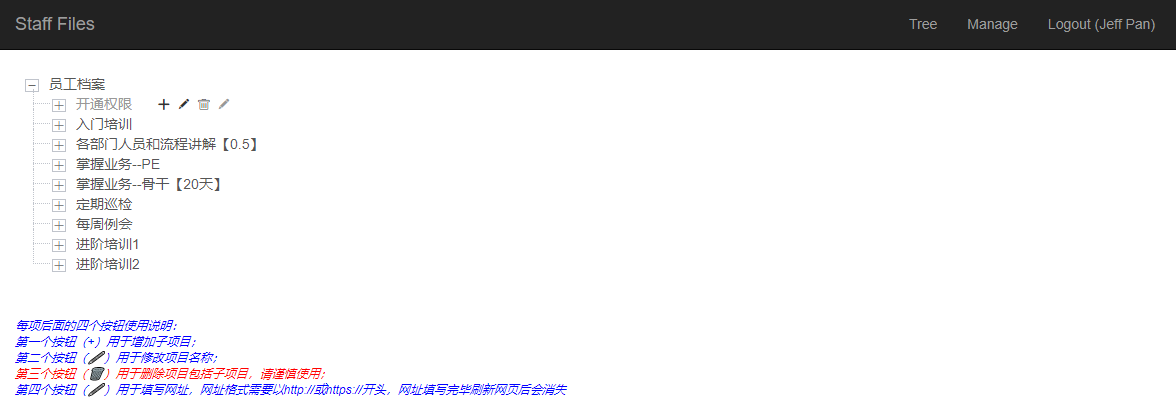 Staff Files Tree Manage Logout (Jeff Pan)
员工档案
开通权限
入门培训
各部门人员和流程讲解【0.5】
掌握业务--PE
掌握业务--骨干【20天】
定期巡检
每周例会
进阶培训1
进阶培训2
每项后面的四个按钮使用说明：
第一个按钮（+）用于增加子项目；
第二个按钮（）用于修改项目名称；
第三个按钮（）用于删除项目包括子项目，请谨慎使用；
第四个按钮（）用于填写网址，网址格式需要以http://或https://开头，网址填写完毕刷新网页后会消失